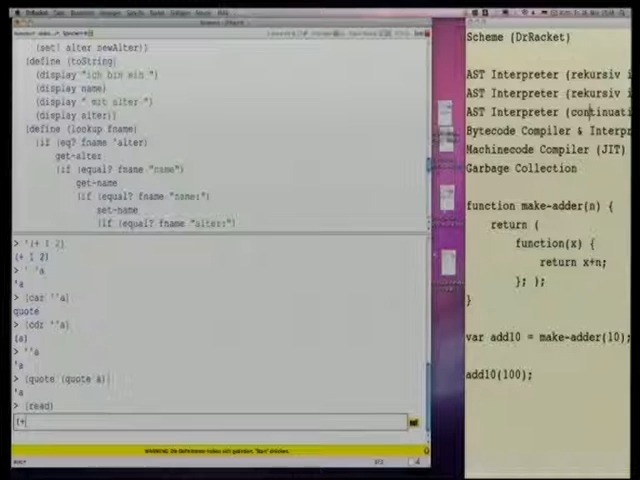 (set! alter newAlter))
(define (toString)
(display "ich bin ein ")
(display name)
(display " mit alter ")
(display alter))
(define (lookup fname)
(if (eq? fname "alter)
get-alter
(if (equal? fname "name")
get-name
(if (equal? fname "name:")
set-name
(if (equal? fname "alter:")
> '(+ 1 2)
(+ 1 2)
> ' 'a
'a
> (car ''a)
quote
> (cdr ''a)
(a)
> ''a
'a
> (quote (quote a))
'a
> (read)
(+
Scheme (DrRacket)
AST Interpreter (rekursiv i
AST Interpreter (rekursiv i
AST Interpreter (continuati
Bytecode Compiler & Interpr
Machinecode Compiler (JIT)
Garbage Collection
function make-adder(n) {
return (
function(x) {
return x+n;
}; );
}
var add10 = make-adder(10);
add10(100);